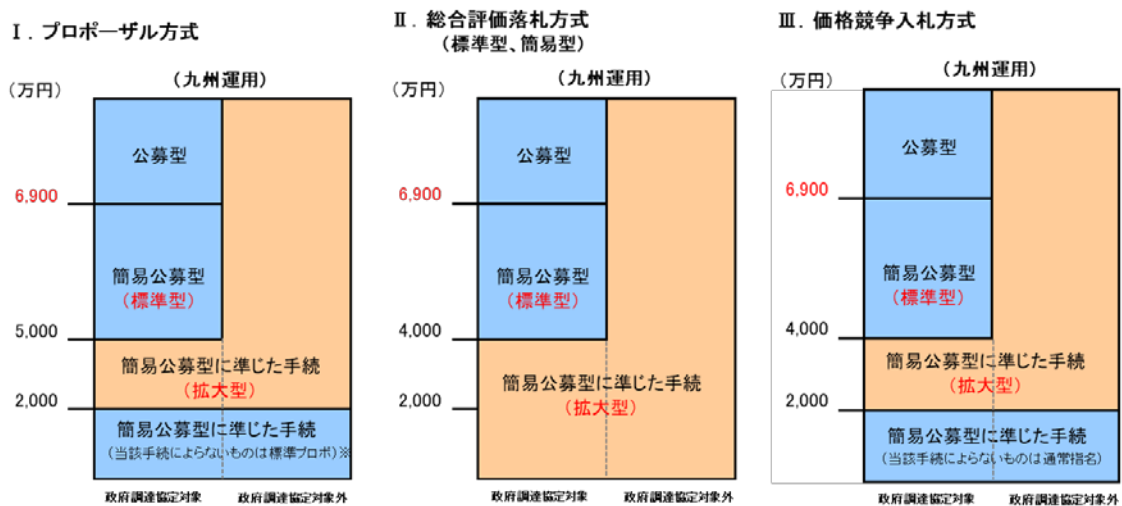 Ⅰ. プロポーザル方式
(九州運用)
(万円)
公募型
6,900
簡易公募型
(標準型)
5,000
簡易公募型に準じた手続
(拡大型)
2,000
簡易公募型に準じた手続
(当該手続によらないものは標準プロポ)※
政府調達協定対象
政府調達協定対象外
Ⅱ. 総合評価落札方式
(標準型、簡易型)
(九州運用)
(万円)
公募型
6,900
簡易公募型
(標準型)
4,000
簡易公募型に準じた手続
(拡大型)
2,000
政府調達協定対象
政府調達協定対象外
Ⅲ. 価格競争入札方式
(九州運用)
(万円)
公募型
6,900
簡易公募型
(標準型)
4,000
簡易公募型に準じた手続
(拡大型)
2,000
簡易公募型に準じた手続
(当該手続によらないものは通常指名)
政府調達協定対象
政府調達協定対象外